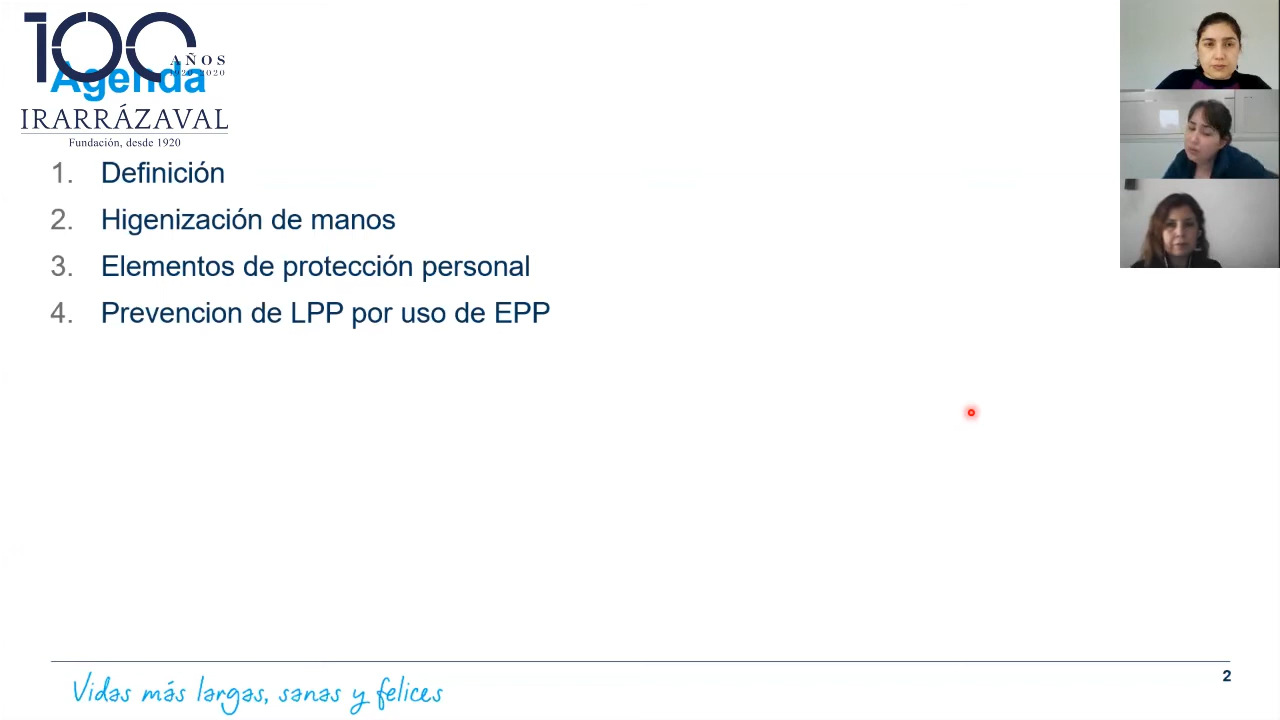 100
AÑOS
1920-2020
Agenda
IRARRÁZAVAL
Fundación, desde 1920
1. Definición
2. Higenización de manos
3. Elementos de protección personal
4. Prevencion de LPP por uso de EPP
Vidas más largas, sanas y felices
2